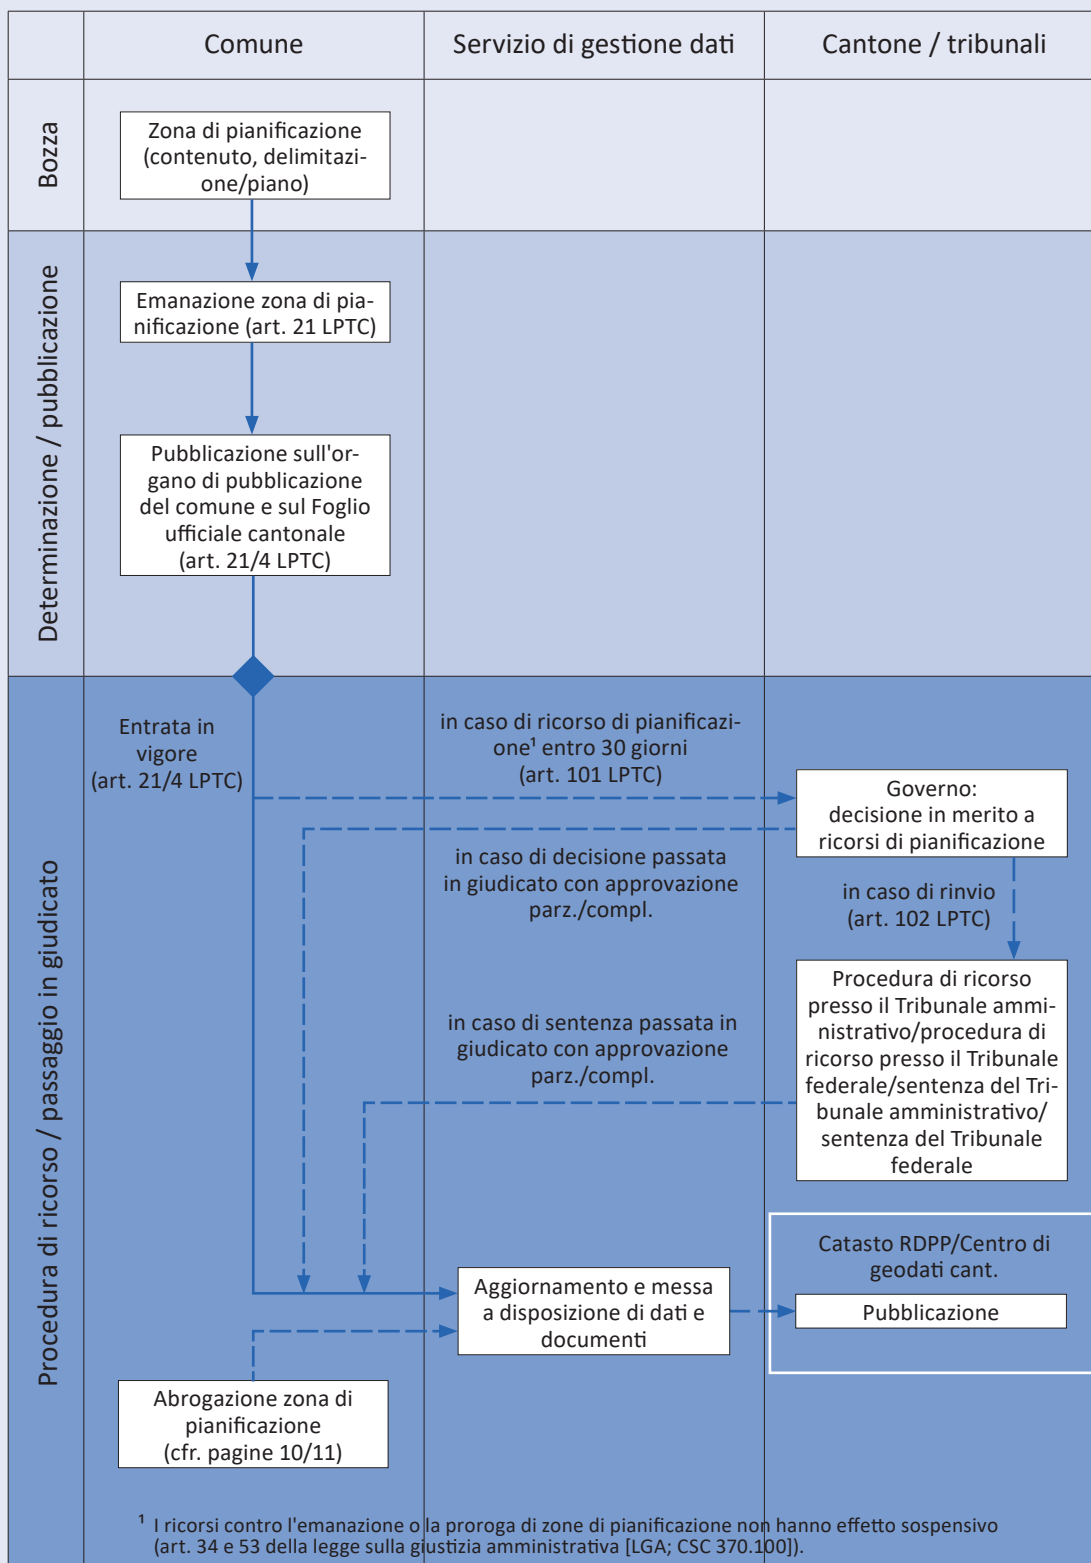 Comune
Servizio di gestione dati
Cantone / tribunali
Bozza
Zona di pianificazione
(contenuto, delimitazi-
one/piano)
Determinazione / pubblicazione
Emanazione zona di pia-
nificazione (art. 21 LPTC)
Pubblicazione sull'or-
gano di pubblicazione
del comune e sul Foglio
ufficiale cantonale
(art. 21/4 LPTC)
Procedura di ricorso / passaggio in giudicato
Entrata in
vigore
(art. 21/4 LPTC)
in caso di ricorso di pianificazi-
one¹ entro 30 giorni
(art. 101 LPTC)
Governo:
decisione in merito a
ricorsi di pianificazione
in caso di decisione passata
in giudicato con approvazione
parz./compl.
in caso di rinvio
(art. 102 LPTC)
Procedura di ricorso
presso il Tribunale ammi-
nistrativo/procedura di
ricorso presso il Tribunale
federale/sentenza del Tri-
bunale amministrativo/
sentenza del Tribunale
federale
in caso di sentenza passata in
giudicato con approvazione
parz./compl.
Catasto RDPP/Centro di
geodati cant.
Aggiornamento e messa
a disposizione di dati e
documenti
Pubblicazione
Abrogazione zona di
pianificazione
(cfr. pagine 10/11)
¹ I ricorsi contro l'emanazione o la proroga di zone di pianificazione non hanno effetto sospensivo
(art. 34 e 53 della legge sulla giustizia amministrativa [LGA; CSC 370.100]).